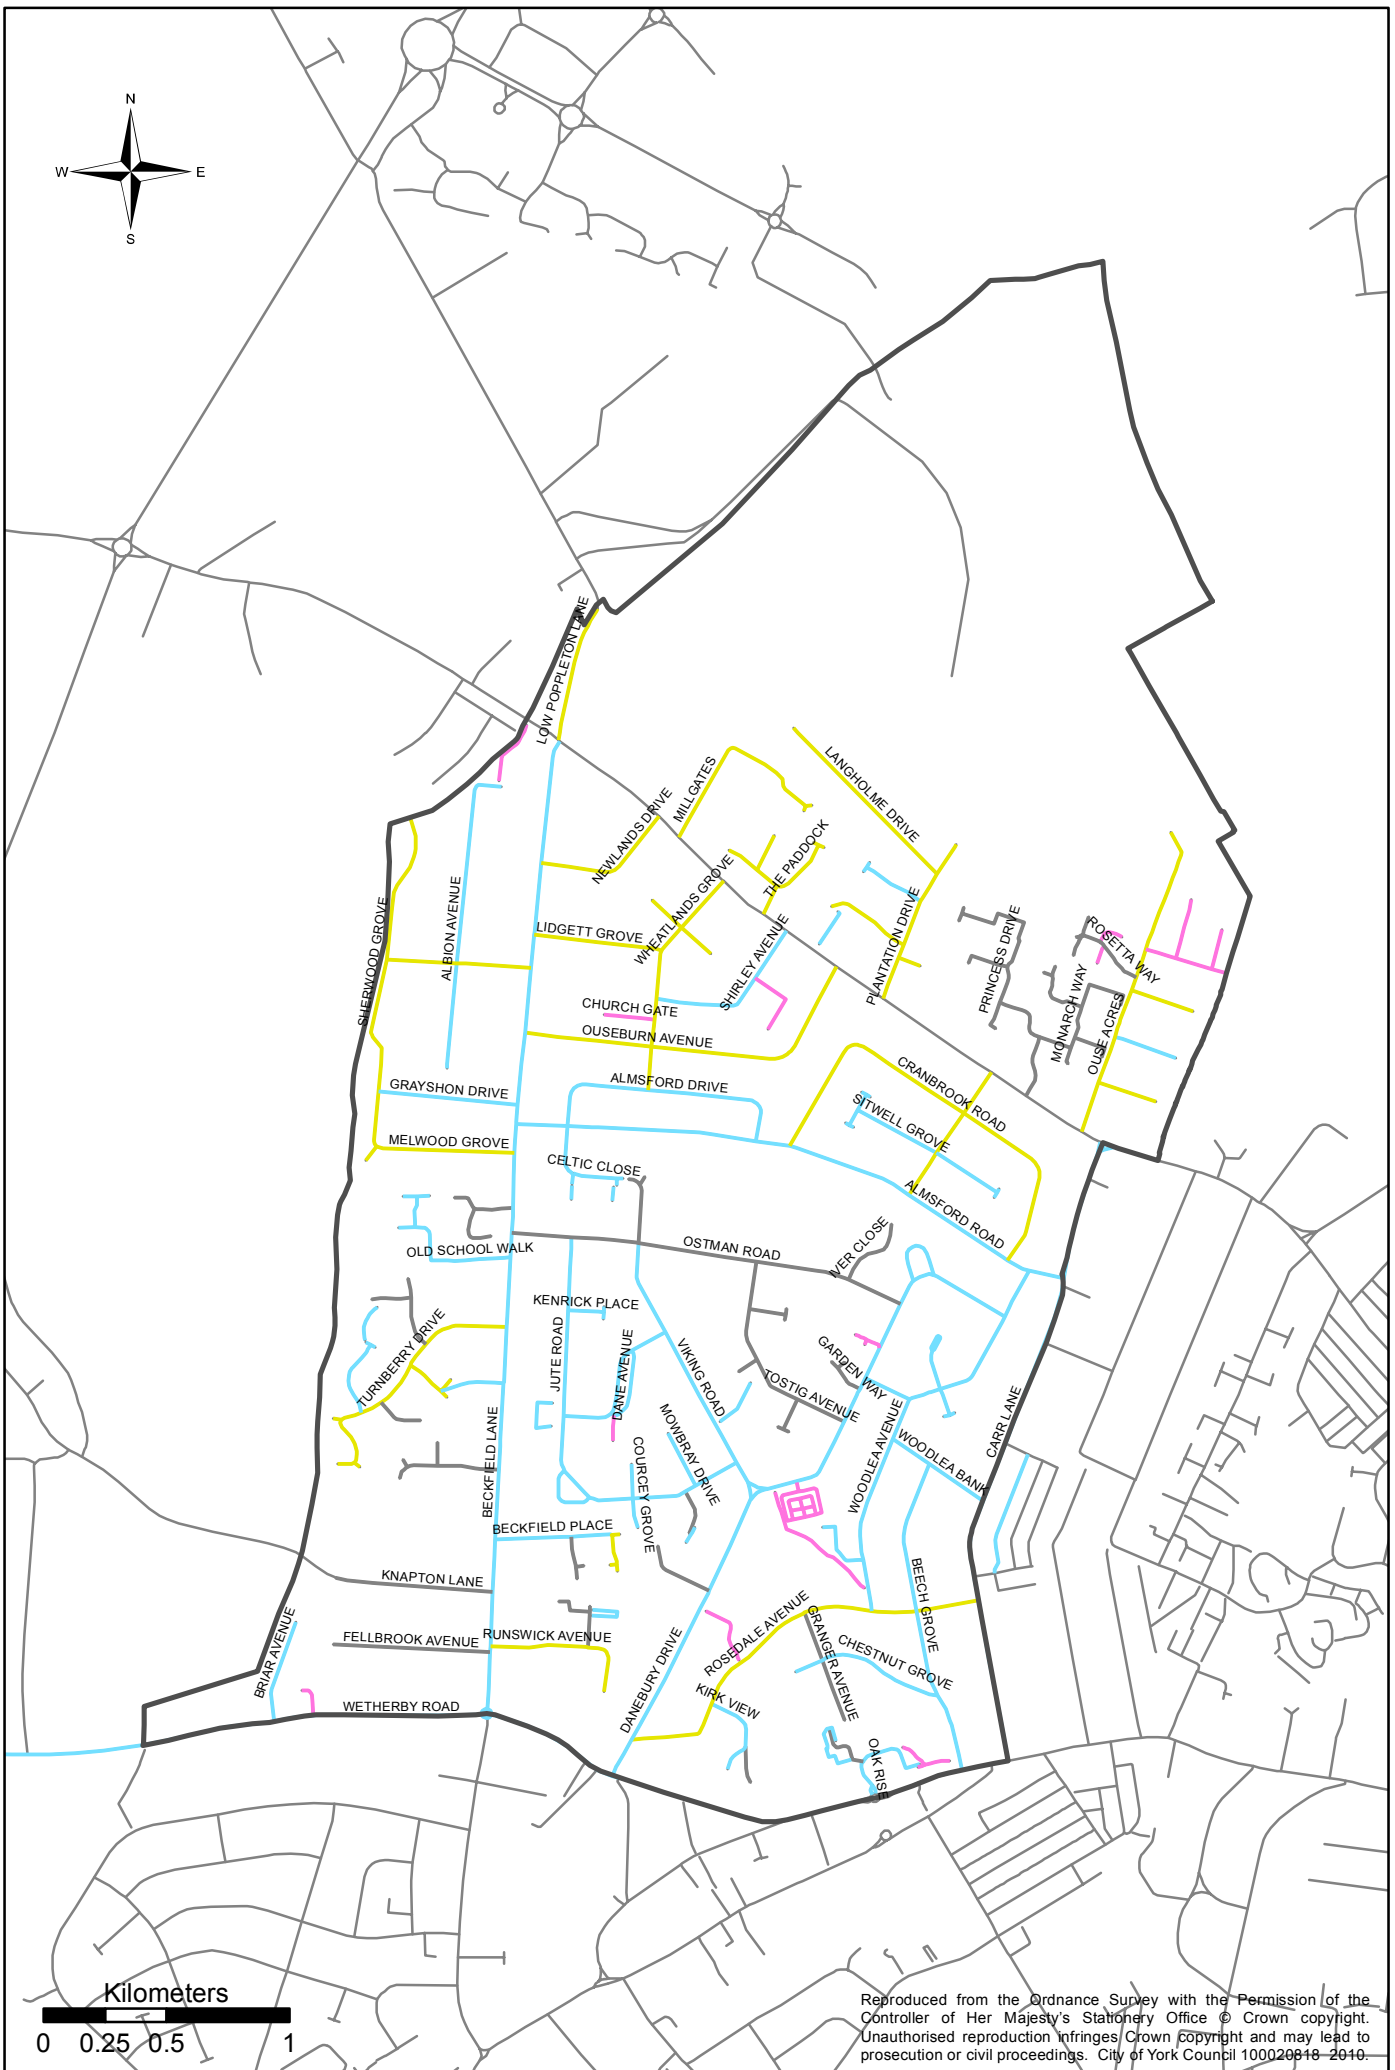 N
W
E
S
LOW POPPLETON LANE
LANGHOLME DRIVE
MILLGATES
NEWLANDS DRIVE
THE PADDOCK
WHEATLANDS GROVE
ALBION AVENUE
SHERWOOD GROVE
LIDGETT GROVE
SHIRLEY AVENUE
PLANTATION DRIVE
PRINCESS DRIVE
ROSETTA WAY
MONARCH WAY
OUSE ACRES
CHURCH GATE
OUSEBURN AVENUE
CRANBROOK ROAD
GRAYSHON DRIVE
ALMSFORD DRIVE
SITWELL GROVE
MELWOOD GROVE
CELTIC CLOSE
ALMSFORD ROAD
OLD SCHOOL WALK
OSTMAN ROAD
IVER CLOSE
KENRICK PLACE
TURNBERRY DRIVE
JUTE ROAD
DANE AVENUE
VIKING ROAD
GARDEN WAY
TOSTIG AVENUE
CARR LANE
BECKFIELD LANE
MOWBRAY DRIVE
COURCEY GROVE
WOODLEA AVENUE
WOODLEA BANK
BECKFIELD PLACE
KNAPTON LANE
BEECH GROVE
BRIAR AVENUE
FELLBROOK AVENUE
RUNSWICK AVENUE
ROSEDALE AVENUE
GRANGER AVENUE
CHESTNUT GROVE
DANEBURY DRIVE
KIRK VIEW
WETHERBY ROAD
OAK RISE
Kilometers
0 0.25 0.5 1
Reproduced from the Ordnance Survey with the Permission of the
Controller of Her Majesty's Stationery Office © Crown copyright.
Unauthorised reproduction infringes Crown copyright and may lead to
prosecution or civil proceedings. City of York Council 100020818 2010.